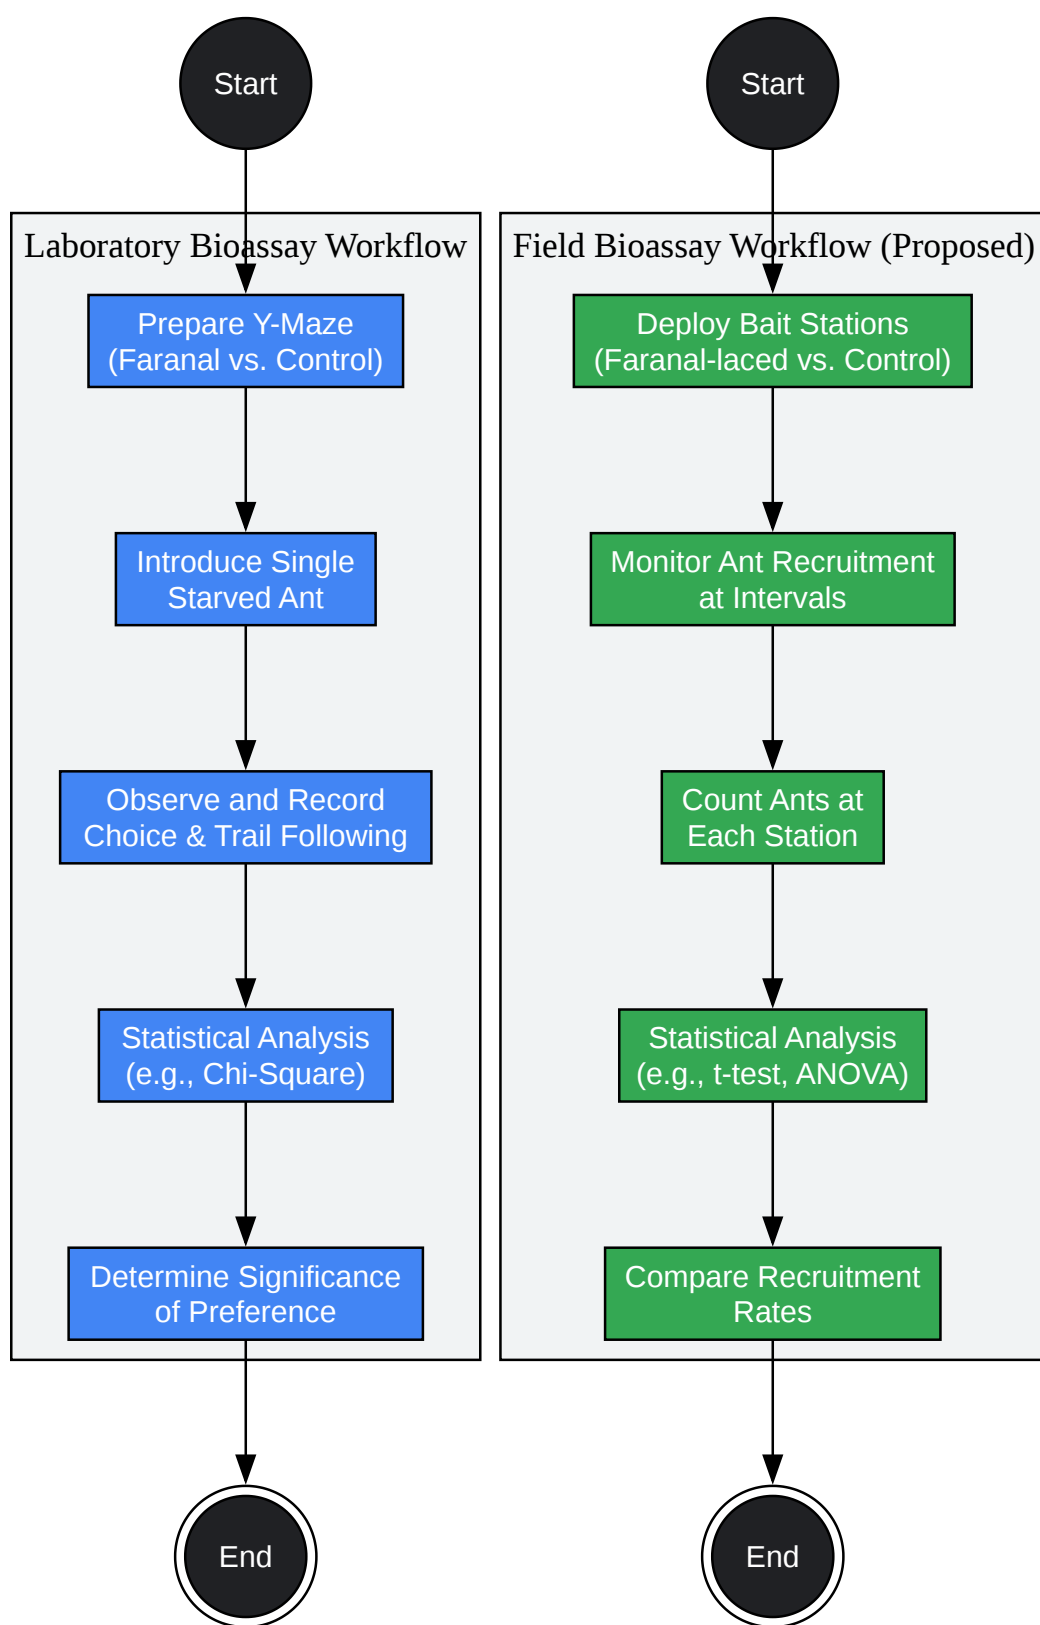 Start
Laboratory Bioassay Workflow
Prepare Y-Maze
(Faranal vs. Control)
Introduce Single
Starved Ant
Observe and Record
Choice & Trail Following
Statistical Analysis
(e.g., Chi-Square)
Determine Significance
of Preference
End
Start
Field Bioassay Workflow (Proposed)
Deploy Bait Stations
(Faranal-laced vs. Control)
Monitor Ant Recruitment
at Intervals
Count Ants at
Each Station
Statistical Analysis
(e.g., t-test, ANOVA)
Compare Recruitment
Rates
End